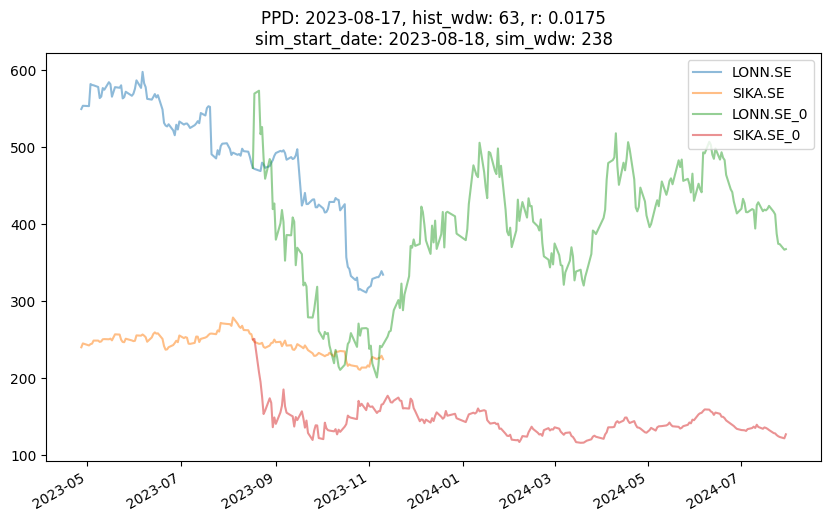 PPD: 2023-08-17, hist_wdw: 63, r: 0.0175
sim_start_date: 2023-08-18, sim_wdw: 238
LONN.SE
SIKA.SE
LONN.SE_0
SIKA.SE_0
600
500
400
300
200
100
2023-05
2023-07
2023-09
2023-11
2024-01
2024-03
2024-05
2024-07